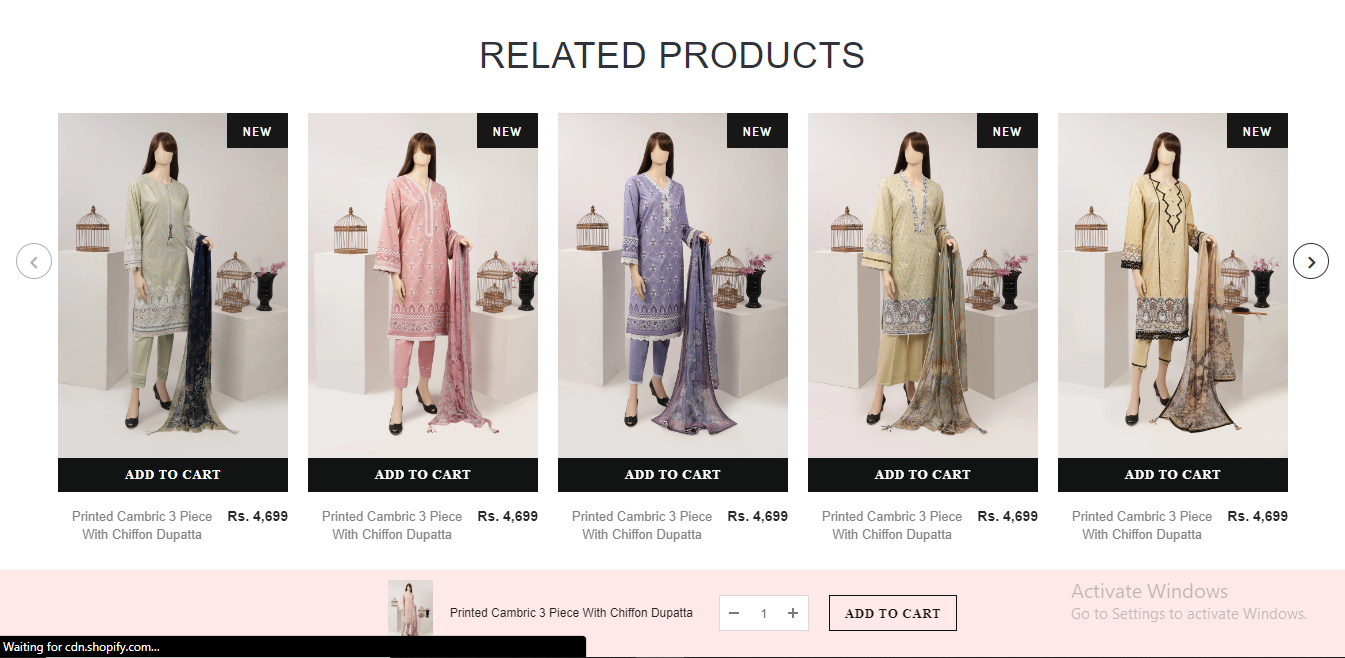 RELATED PRODUCTS
NEW
NEW
NEW
NEW
NEW
ADD TO CART
ADD TO CART
ADD TO CART
ADD TO CART
ADD TO CART
Printed Cambric 3 Piece
With Chiffon Dupatta
Rs. 4,699
Printed Cambric 3 Piece
With Chiffon Dupatta
Rs. 4,699
Printed Cambric 3 Piece
With Chiffon Dupatta
Rs. 4,699
Printed Cambric 3 Piece
With Chiffon Dupatta
Rs. 4,699
Printed Cambric 3 Piece
With Chiffon Dupatta
Rs. 4,699
Printed Cambric 3 Piece With Chiffon Dupatta
1
ADD TO CART
Activate Windows
Go to Settings to activate Windows.
Waiting for cdn.shopify.com...